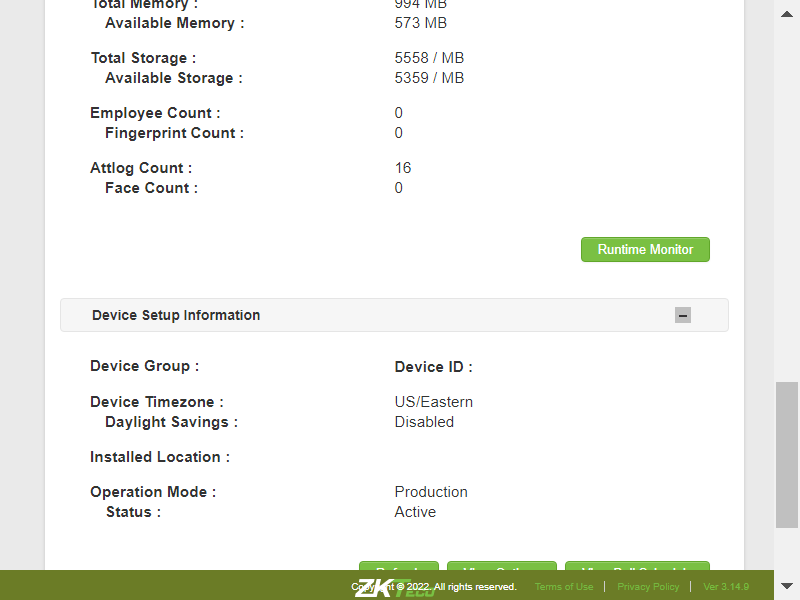 Total Memory : 994 MB
Available Memory : 573 MB
Total Storage : 5558 / MB
Available Storage : 5359 / MB
Employee Count : 0
Fingerprint Count : 0
Attlog Count : 16
Face Count : 0
Runtime Monitor
Device Setup Information
Device Group : Device ID :
Device Timezone : US/Eastern
Daylight Savings : Disabled
Installed Location :
Operation Mode : Production
Status : Active
Copyright © 2022. All rights reserved. Terms of Use | Privacy Policy | Ver 3.14.9
ZKTeco